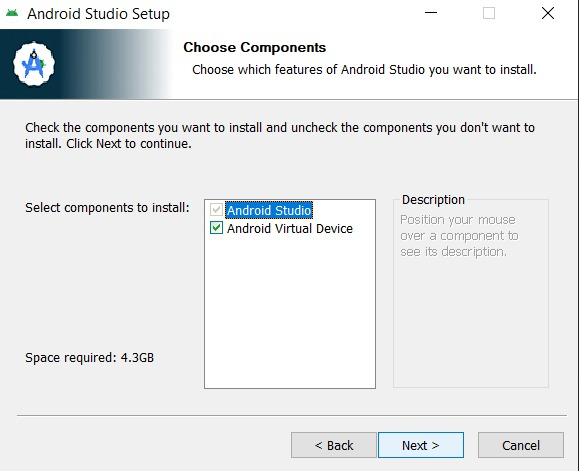 Android Studio Setup
Choose Components
Choose which features of Android Studio you want to install.
Check the components you want to install and uncheck the components you don't want to
install. Click Next to continue.
Select components to install:
Android Studio
Android Virtual Device
Description
Position your mouse
over a component to
see its description.
Space required: 4.3GB
< Back
Next >
Cancel